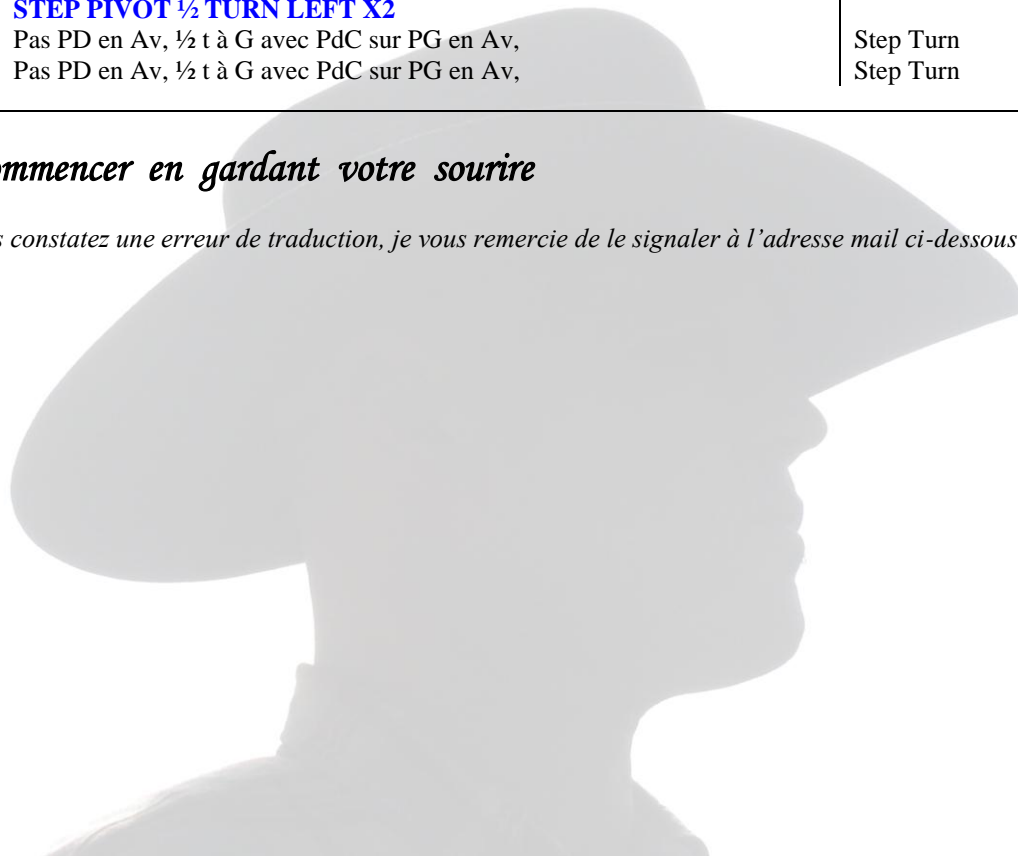 STEP PIVOT ½ TURN LEFT X2
Pas PD en Av, ½ t à G avec PdC sur PG en Av, Step Turn
Pas PD en Av, ½ t à G avec PdC sur PG en Av, Step Turn
ommencer en gardant votre sourire
s constatez une erreur de traduction, je vous remercie de le signaler à l’adresse mail ci-dessous